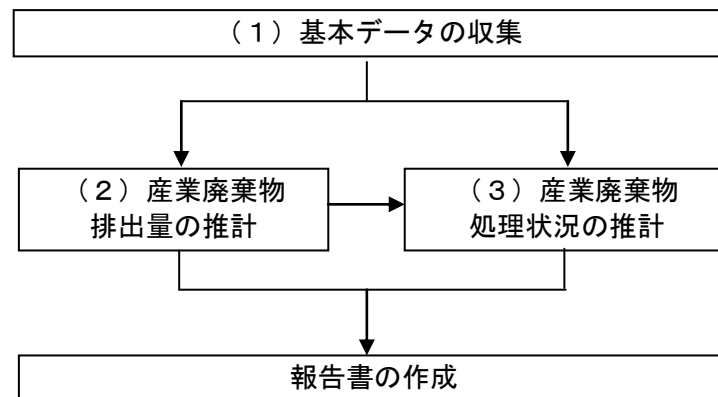 （１）基本データの収集
（２）産業廃棄物
排出量の推計
（３）産業廃棄物
処理状況の推計
報告書の作成